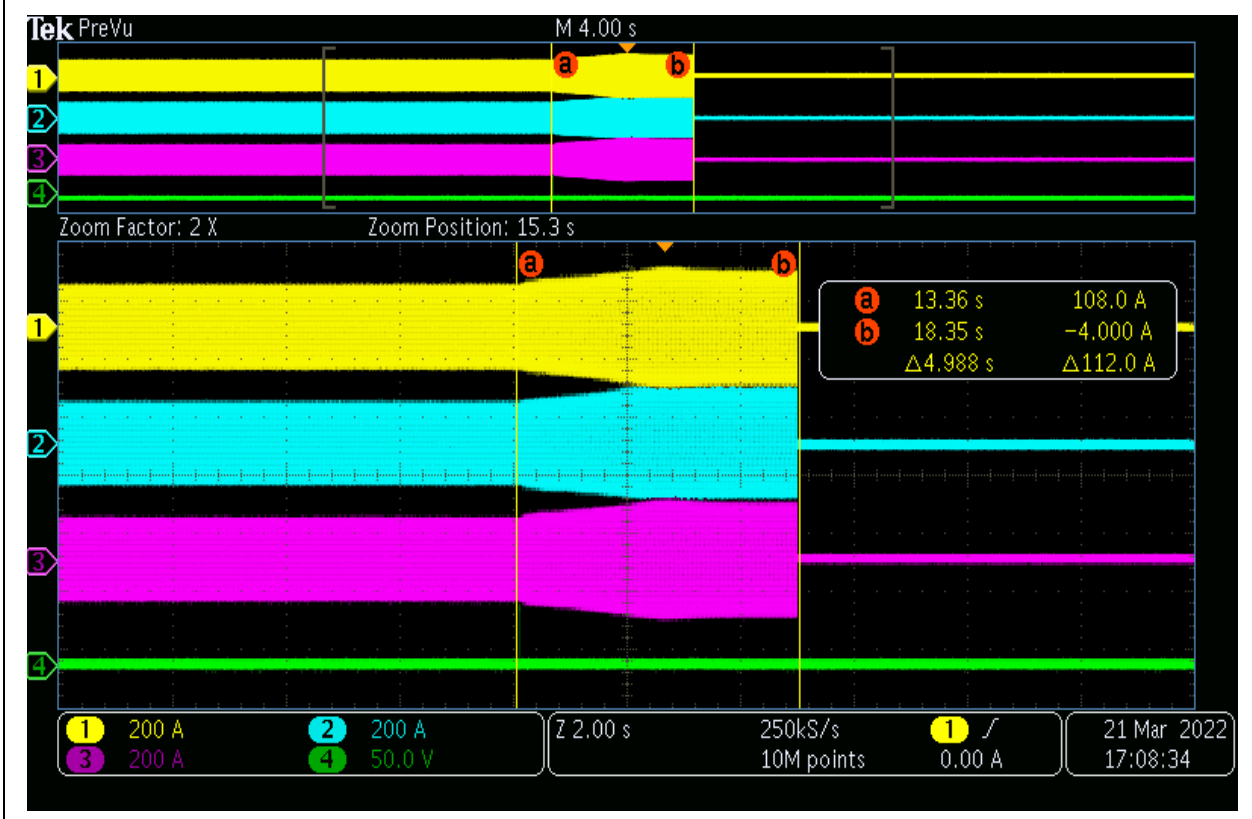 Tek PreVu M 4.00 s
a b
1
2
3
4
Zoom Factor: 2 X Zoom Position: 15.3 s
a b
a 13.36 s 108.0 A
1
b 18.35 s −4.000 A
△4.988 s △112.0 A
2
3
4
1 200 A 2 200 A Z 2.00 s 250kS/s 1 21 Mar 2022
3 200 A 4 50.0 V 10M points 0.00 A 17:08:34